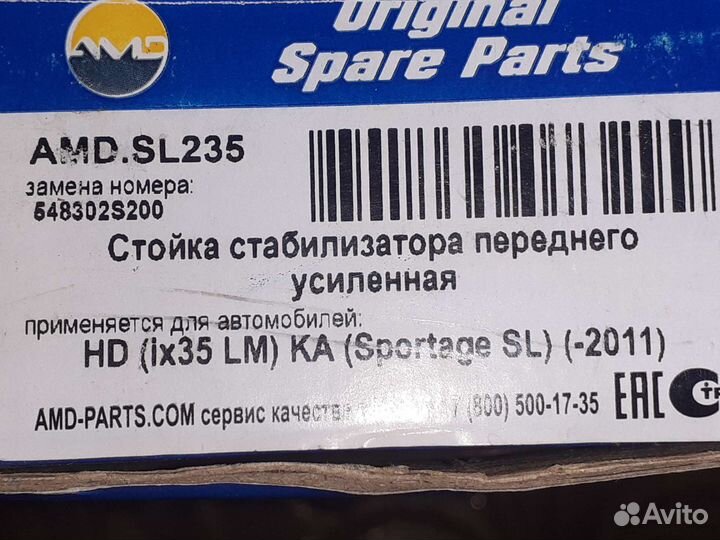 AMD
Original
Spare Parts
AMD.SL235
замена номера:
548302S200
Стойка стабилизатора переднего
усиленная
применяется для автомобилей:
HD (ix35 LM) KA (Sportage SL) (-2011)
AMD-PARTS.COM сервис качества 7 (800) 500-17-35
EAC
Avito